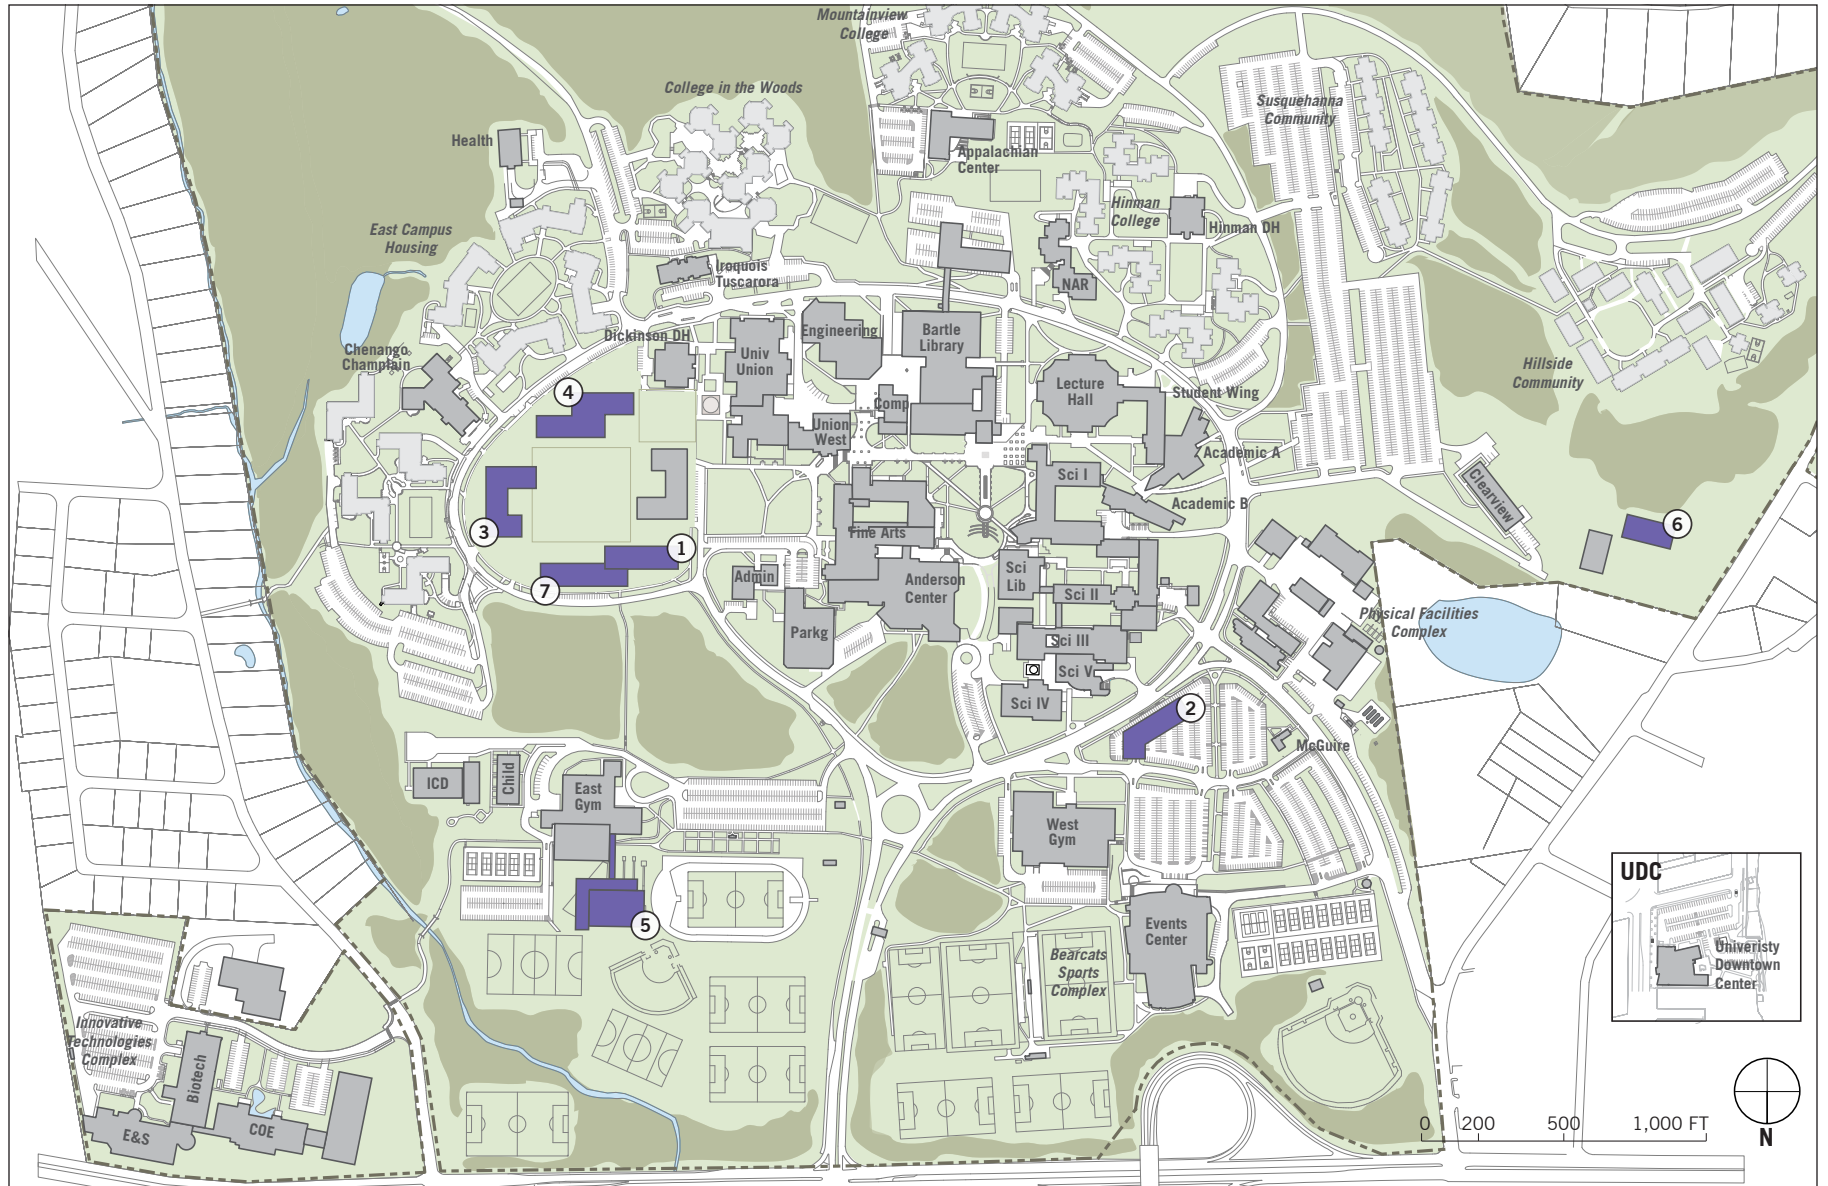 Mountainview
College
College in the Woods
Susquehanna
Community
Health
Appalachian
Center
Hinman
College
Hinman DH
East Campus
Housing
Iroquois
Tuscarora
NAR
Dickinson DH
Engineering
Bartle
Library
Univ
Union
Chenango
Champlain
Hillside
Community
Lecture
Hall
Student Wing
4
Comp
Union
West
Academic A
Sci I
Clearview
Academic B
3
Fine Arts
6
1
Admin
Sci
Lib
Anderson
Center
7
Sci II
Physical Facilities
Complex
Parkg
Sci III
Sci V
Sci IV
2
McGuire
ICD
Child
East
Gym
West
Gym
UDC
5
Events
Center
Bearcats
Sports
Complex
Univeristy
Downtown
Center
Innovative
Technologies
Complex
Biotech
E&S
COE
0 200 500 1,000 FT
N